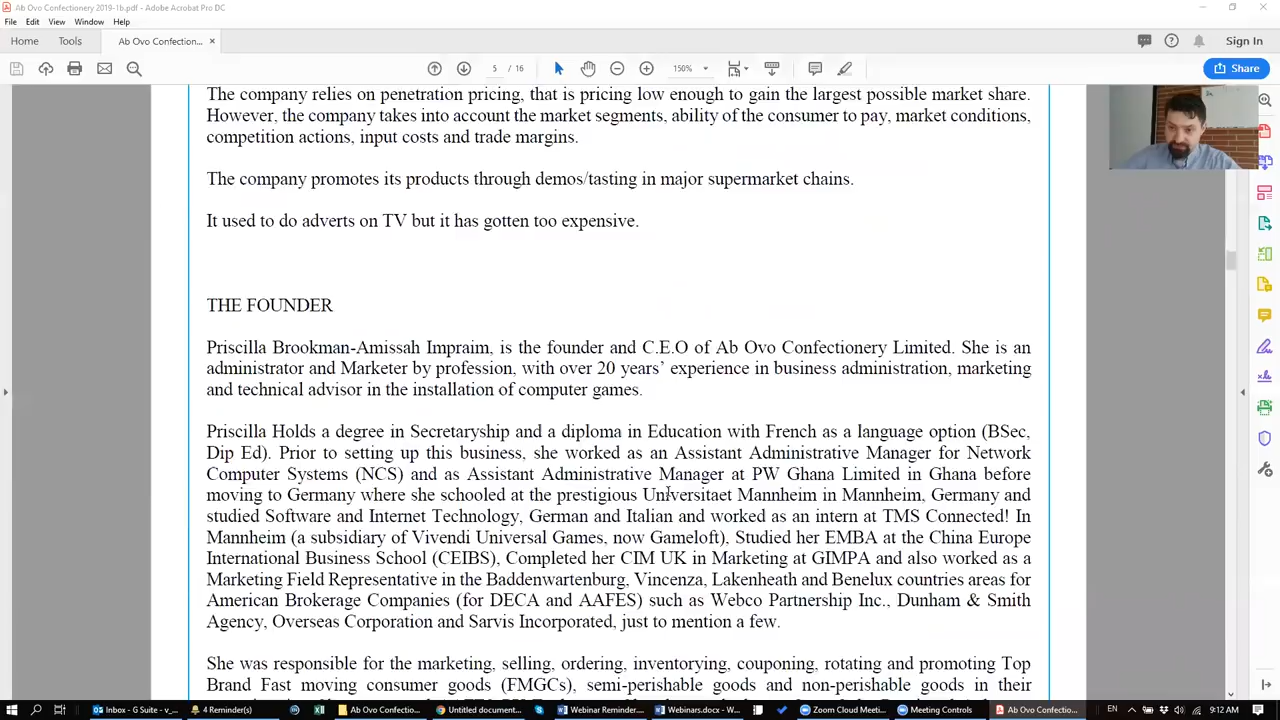 Ab Ovo Confectionery 2019-1b.pdf - Adobe Acrobat Pro DC
File Edit View Window Help
Home Tools Ab Ovo Confection... × Sign In
5 / 16 150% Share
The company relies on penetration pricing, that is pricing low enough to gain the largest possible market share.
However, the company takes into account the market segments, ability of the consumer to pay, market conditions,
competition actions, input costs and trade margins.
The company promotes its products through demos/tasting in major supermarket chains.
It used to do adverts on TV but it has gotten too expensive.
THE FOUNDER
Priscilla Brookman-Amissah Impraim, is the founder and C.E.O of Ab Ovo Confectionery Limited. She is an
administrator and Marketer by profession, with over 20 years’ experience in business administration, marketing
and technical advisor in the installation of computer games.
Priscilla Holds a degree in Secretaryship and a diploma in Education with French as a language option (BSec,
Dip Ed). Prior to setting up this business, she worked as an Assistant Administrative Manager for Network
Computer Systems (NCS) and as Assistant Administrative Manager at PW Ghana Limited in Ghana before
moving to Germany where she schooled at the prestigious Universitaet Mannheim in Mannheim, Germany and
studied Software and Internet Technology, German and Italian and worked as an intern at TMS Connected! In
Mannheim (a subsidiary of Vivendi Universal Games, now Gameloft), Studied her EMBA at the China Europe
International Business School (CEIBS), Completed her CIM UK in Marketing at GIMPA and also worked as a
Marketing Field Representative in the Baddenwartenburg, Vincenza, Lakenheath and Benelux countries areas for
American Brokerage Companies (for DECA and AAFES) such as Webco Partnership Inc., Dunham & Smith
Agency, Overseas Corporation and Sarvis Incorporated, just to mention a few.
She was responsible for the marketing, selling, ordering, inventorying, couponing, rotating and promoting Top
Brand Fast moving consumer goods (FMGCs), semi-perishable goods and non-perishable goods in their
Inbox - G Suite - v_... 4 Reminder(s) Ab Ovo Confectio... Untitled document... Webinar Reminder... Webinars.docx - W... Zoom Cloud Meeti... Meeting Controls Ab Ovo Confectio... EN 9:12 AM